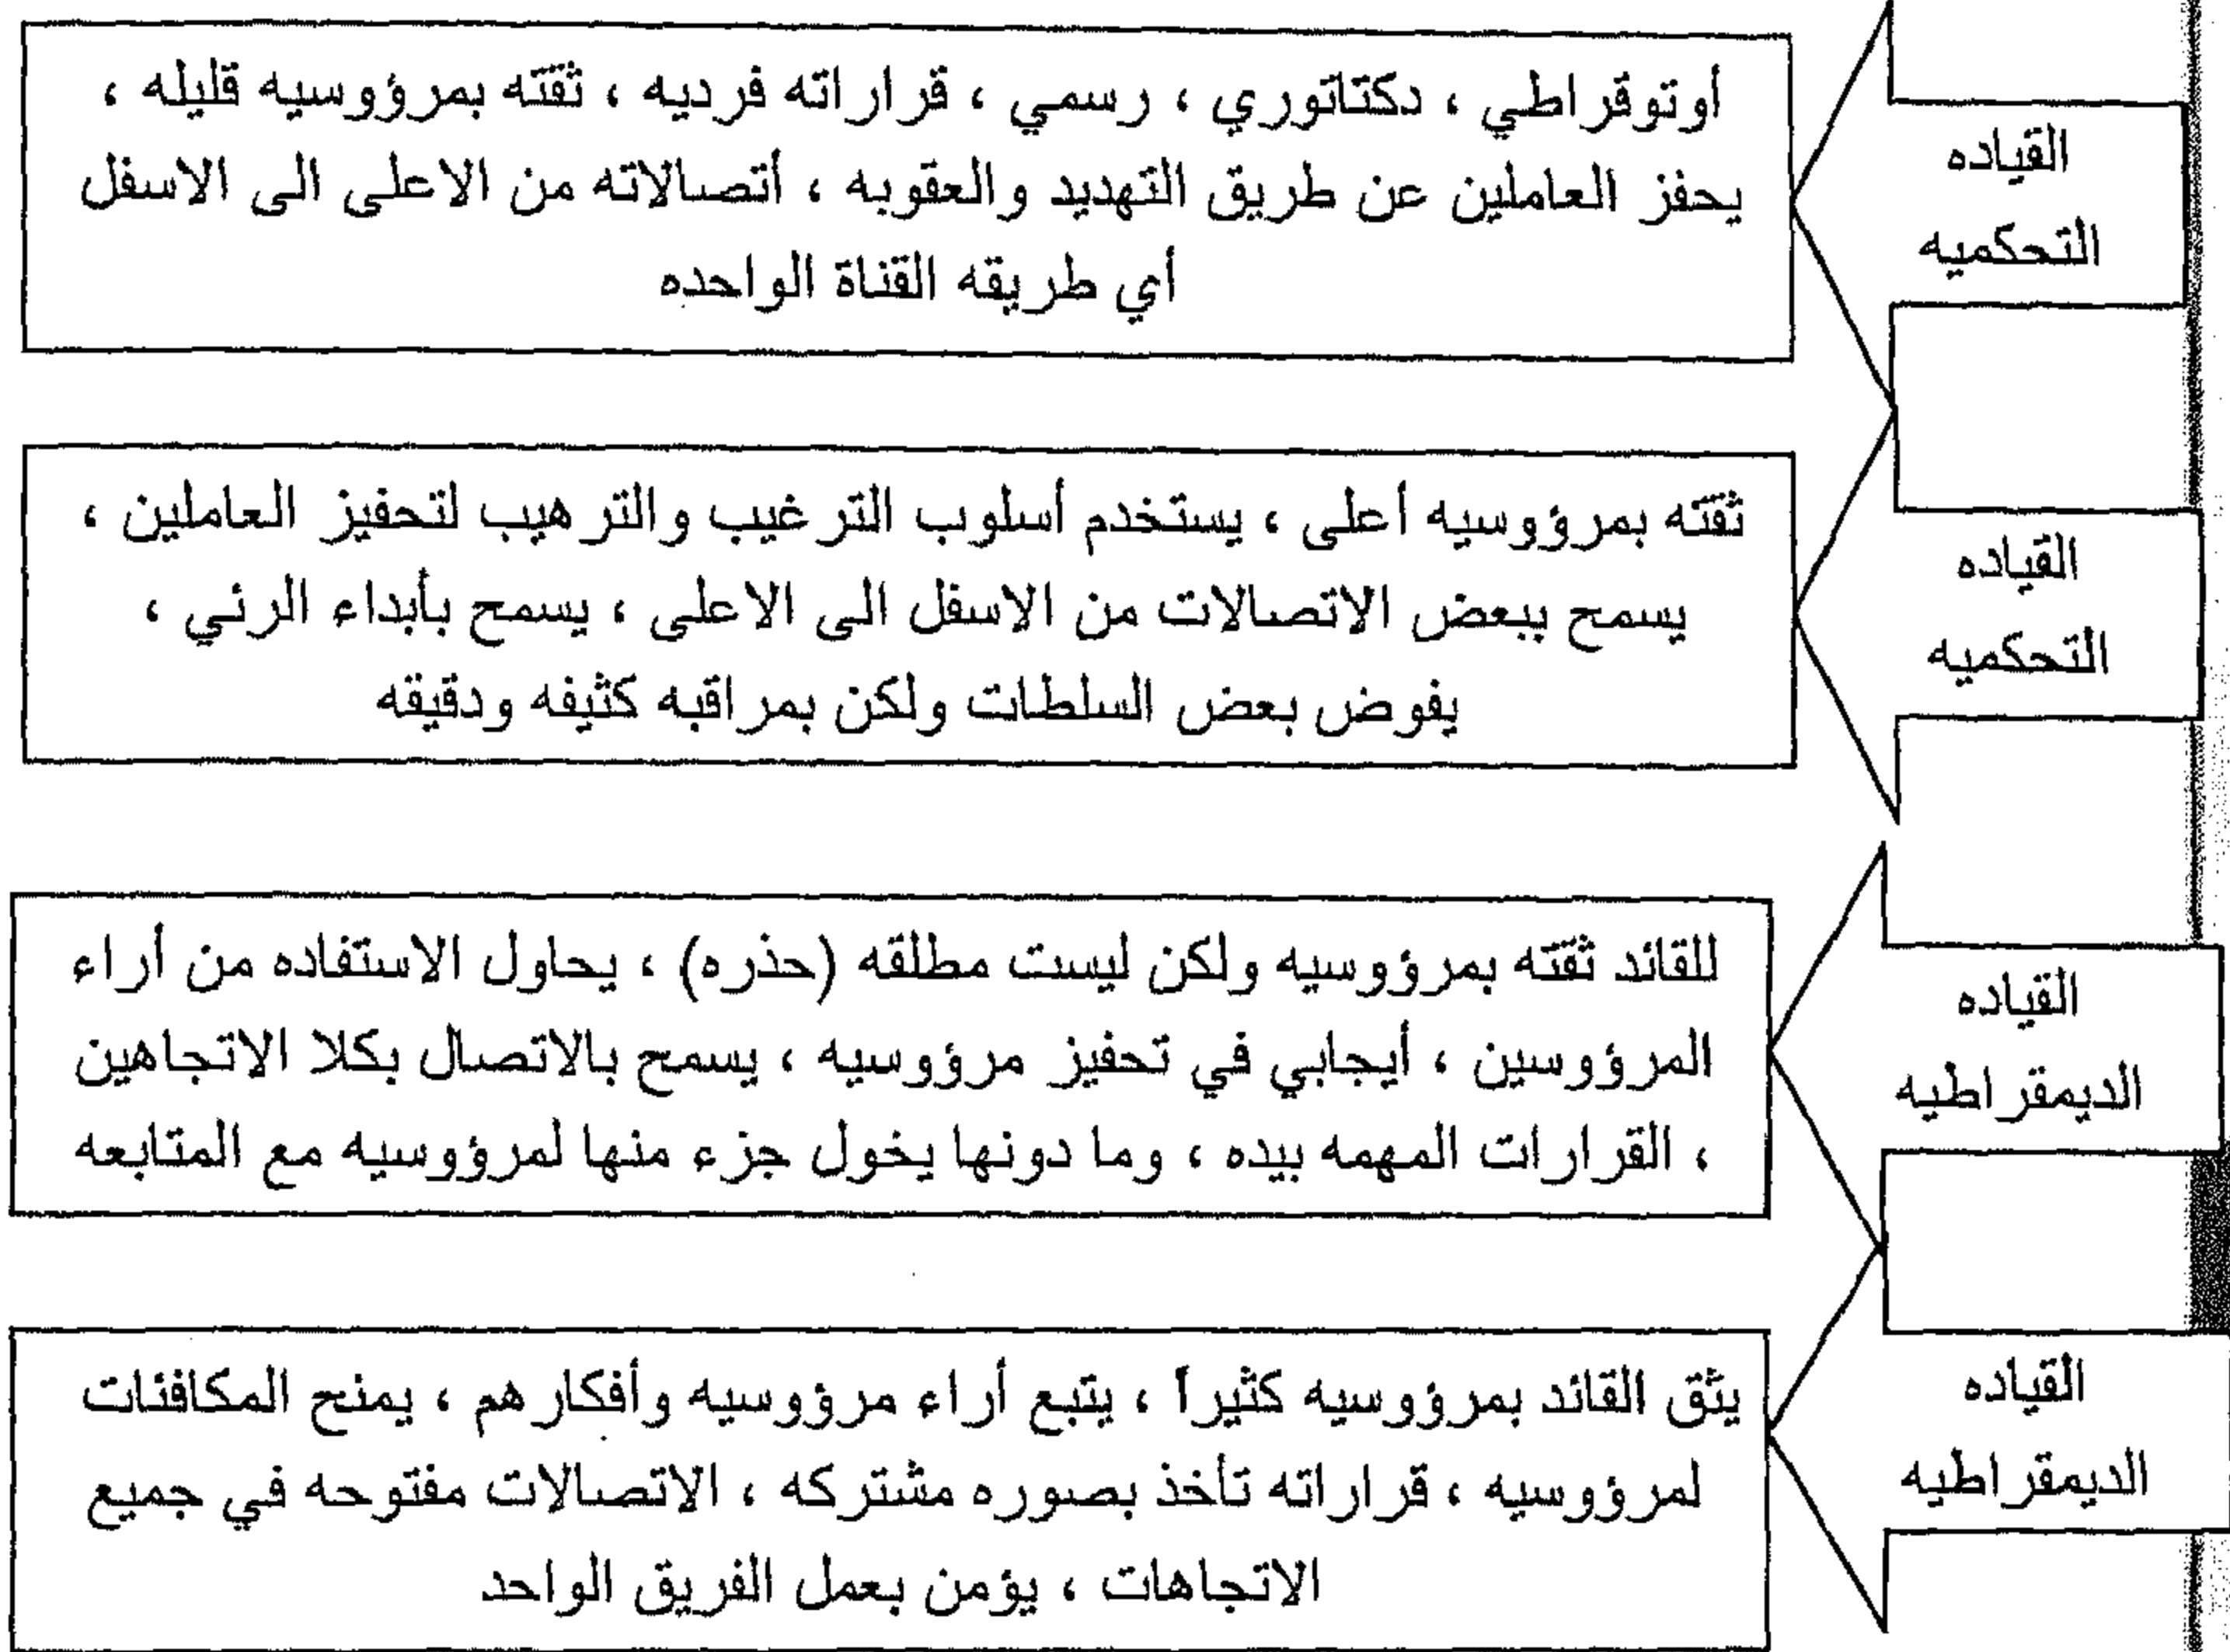 القياده
التحكميه
أوتوقراطي ، دكتاتوري ، رسمي ، قراراته فرديه ، ثقته بمرؤوسيه قليله ،
يحفز العاملين عن طريق التهديد والعقوبه ، أتصالاته من الاعلى الى الاسفل
أي طريقه القناة الواحده
القياده
التحكميه
ثقته بمرؤوسيه أعلى ، يستخدم أسلوب الترغيب والترهيب لتحفيز العاملين ،
يسمح ببعض الاتصالات من الاسفل الى الاعلى ، يسمح بأبداء الرئي ،
يفوض بعض السلطات ولكن بمراقبه كثيفه ودقيقه
القياده
الديمقراطيه
للقائد ثقته بمرؤوسيه ولكن ليست مطلقه (حذره) ، يحاول الاستفاده من أراء
المرؤوسين ، أيجابي في تحفيز مرؤوسيه ، يسمح بالاتصال بكلا الاتجاهين
، القرارات المهمه بيده ، وما دونها يخول جزء منها لمرؤوسيه مع المتابعه
القياده
الديمقراطيه
يثق القائد بمرؤوسيه كثيراً ، يتبع أراء مرؤوسيه وأفكارهم ، يمنح المكافئات
لمرؤوسيه ، قراراته تأخذ بصوره مشتركه ، الاتصالات مفتوحه في جميع
الاتجاهات ، يؤمن بعمل الفريق الواحد